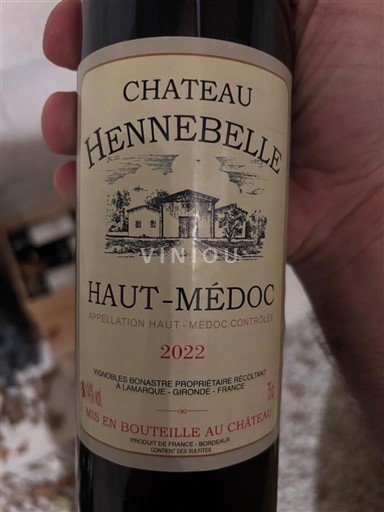 CHATEAU
HENNEBELLE
VINIOU
HAUT-MÉDOC
APPELLATION HAUT-MÉDOC CONTRÔLÉE
2022
VIGNOBLES BONASTRE PROPRIÉTAIRE RÉCOLTANT
À LAMARQUE - GIRONDE - FRANCE
MIS EN BOUTEILLE AU CHÂTEAU
PRODUIT DE FRANCE - BORDEAUX
CONTIENT DES SULFITES